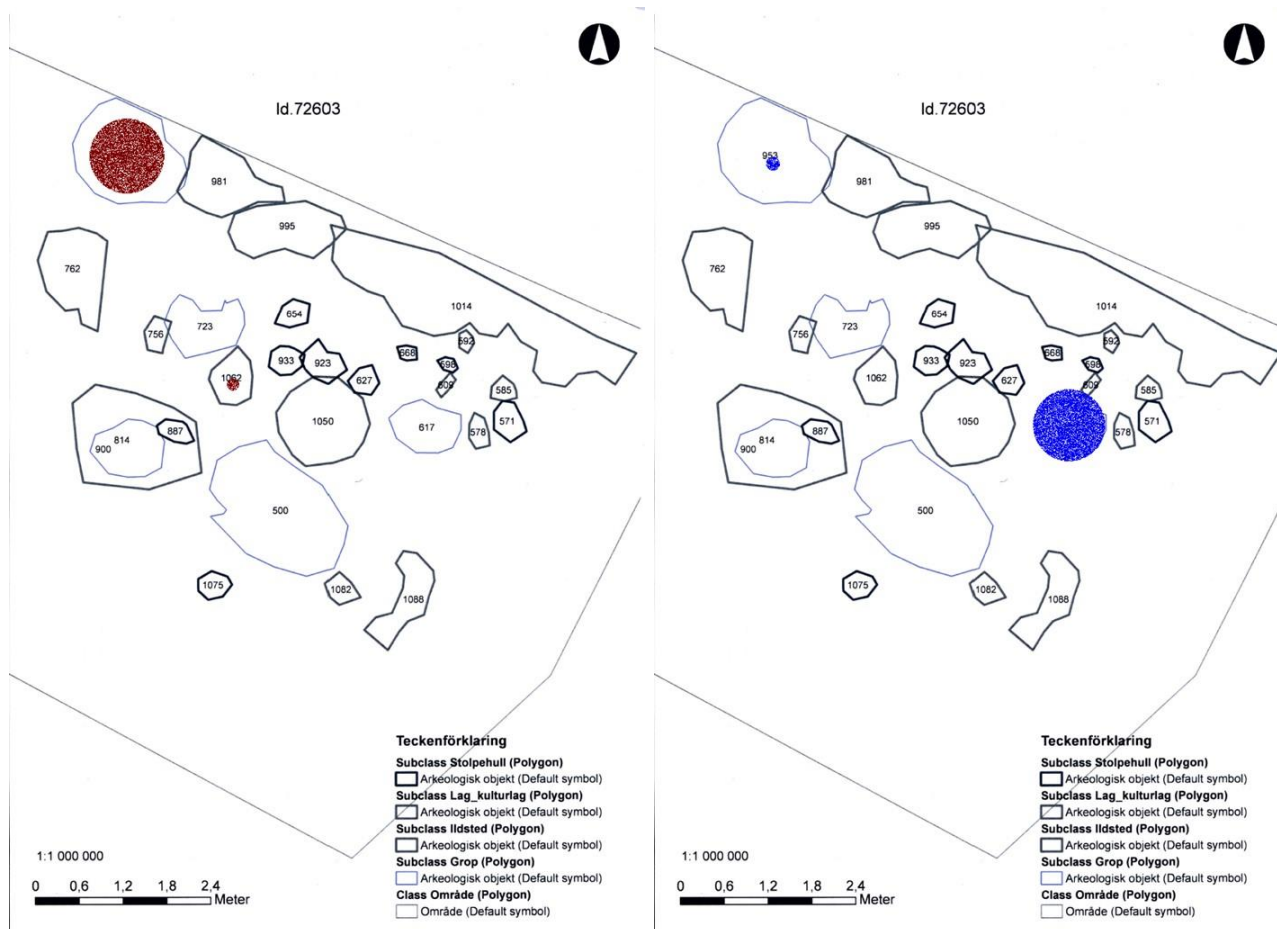 Id.72603
981
995
762
1014
654
723
756
592
668
933
923
598
1062
627
609
585
1050
617
571
578
887
814
900
500
1075
1082
1088
Teckenförklaring
Subclass Stolpehull (Polygon)
Arkeologisk objekt (Default symbol)
Subclass Lag_kulturlag (Polygon)
Arkeologisk objekt (Default symbol)
Subclass Ildsted (Polygon)
Arkeologisk objekt (Default symbol)
Subclass Grop (Polygon)
Arkeologisk objekt (Default symbol)
Class Område (Polygon)
Område (Default symbol)
1:1 000 000
0 0,6 1,2 1,8 2,4
Meter
Id.72603
953
981
995
762
1014
654
723
756
592
668
933
923
598
1062
627
609
585
1050
571
578
887
814
900
500
1075
1082
1088
Teckenförklaring
Subclass Stolpehull (Polygon)
Arkeologisk objekt (Default symbol)
Subclass Lag_kulturlag (Polygon)
Arkeologisk objekt (Default symbol)
Subclass Ildsted (Polygon)
Arkeologisk objekt (Default symbol)
Subclass Grop (Polygon)
Arkeologisk objekt (Default symbol)
Class Område (Polygon)
Område (Default symbol)
1:1 000 000
0 0,6 1,2 1,8 2,4
Meter